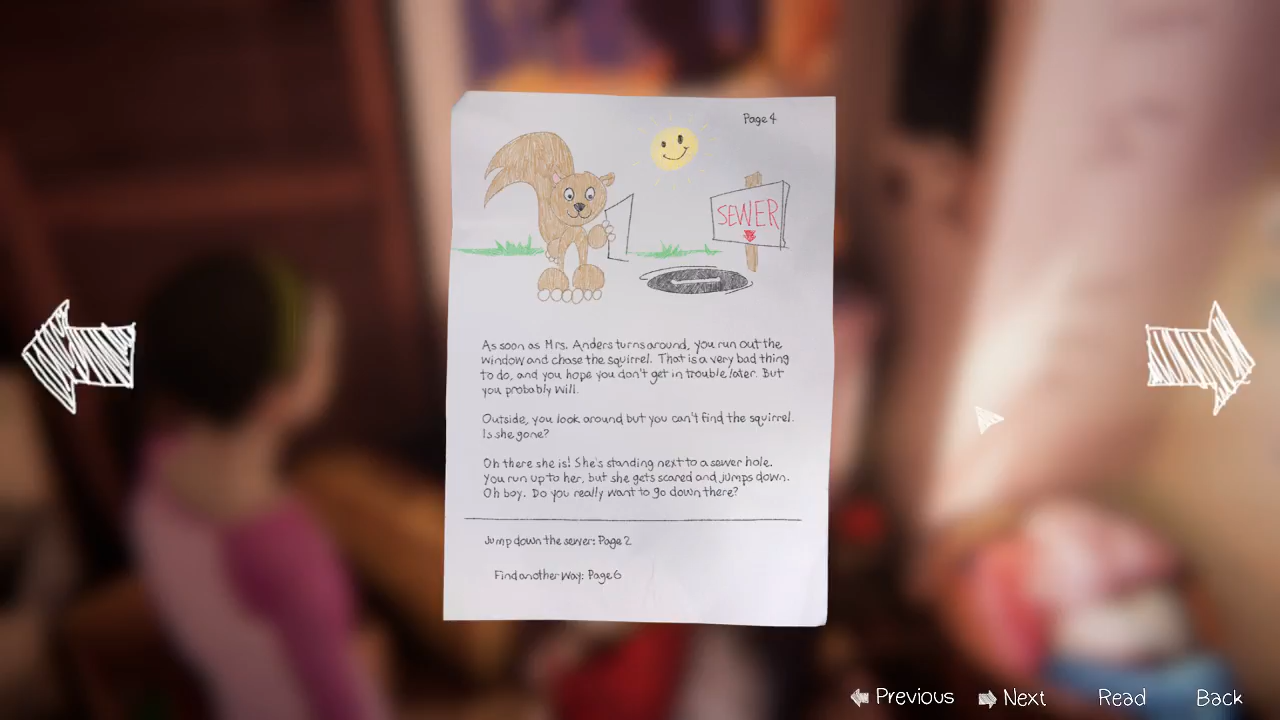 Page 4
SEWER
As soon as Mrs. Anders turns around, you run out the
window and chase the squirrel. That is a very bad thing
to do, and you hope you don't get in trouble later. But
you probably will.
Outside, you look around but you can't find the squirrel.
Is she gone?
Oh there she is! She's standing next to a sewer hole.
You run up to her, but she gets scared and jumps down.
Oh boy. Do you really want to go down there?
Jump down the sewer: Page 2
Find another Way: Page 6
Previous Next Read Back